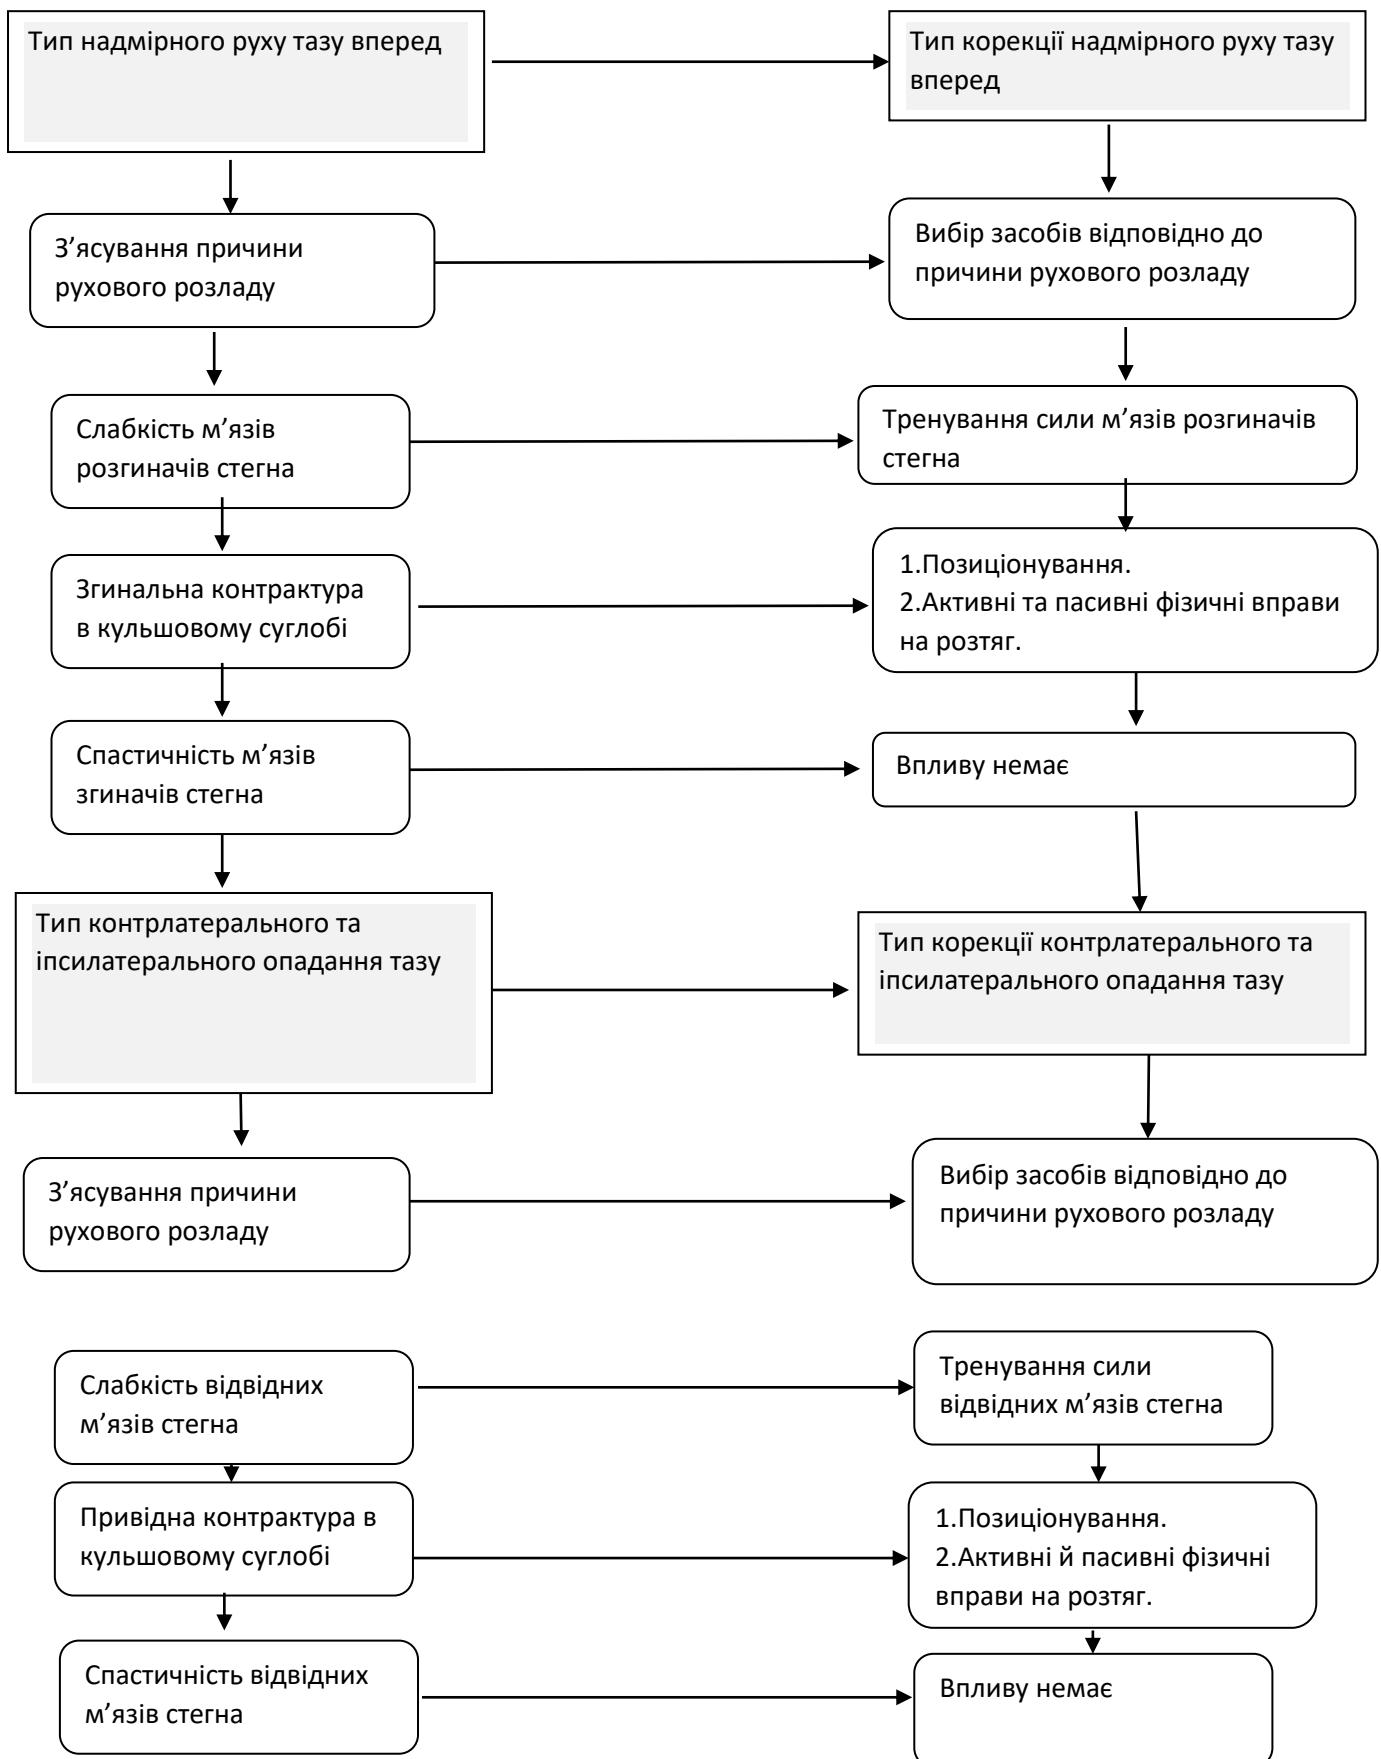 Тип надмірного руху тазу вперед
Тип корекції надмірного руху тазу
вперед
З’ясування причини
рухового розладу
Вибір засобів відповідно до
причини рухового розладу
Слабкість м’язів
розгиначів стегна
Тренування сили м’язів розгиначів
стегна
Згинальна контрактура
в кульшовому суглобі
1.Позиціонування.
2.Активні та пасивні фізичні вправи
на розтяг.
Спастичність м’язів
згиначів стегна
Впливу немає
Тип контрлатерального та
іпсилатерального опадання тазу
Тип корекції контрлатерального та
іпсилатерального опадання тазу
З’ясування причини
рухового розладу
Вибір засобів відповідно до
причини рухового розладу
Слабкість відвідних
м’язів стегна
Тренування сили
відвідних м’язів стегна
Привідна контрактура в
кульшовому суглобі
1.Позиціонування.
2.Активні й пасивні фізичні
вправи на розтяг.
Спастичність відвідних
м’язів стегна
Впливу немає